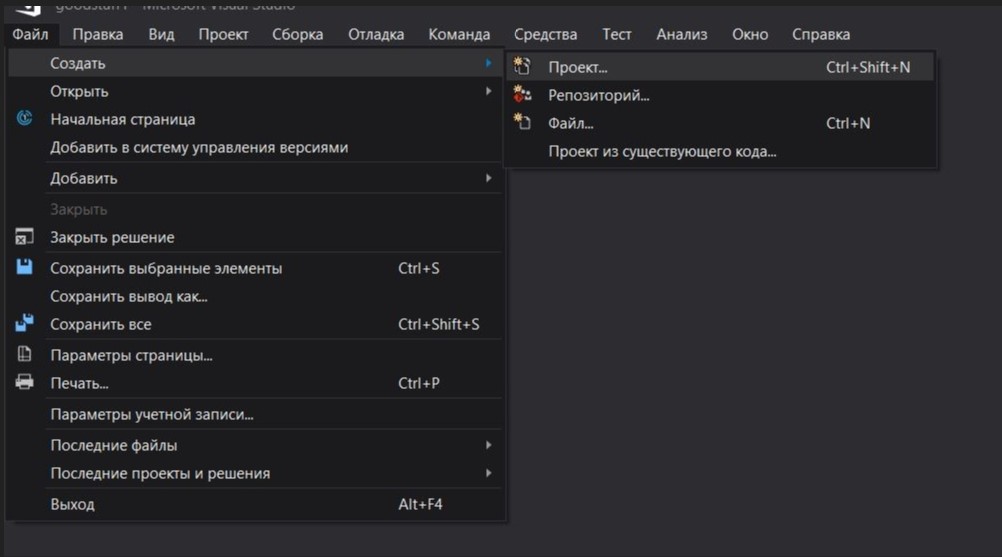 Microsoft Visual Studio
Файл Правка Вид Проект Сборка Отладка Команда Средства Тест Анализ Окно Справка
Создать
Проект... Ctrl+Shift+N
Открыть
Репозиторий...
Начальная страница
Файл... Ctrl+N
Добавить в систему управления версиями
Проект из существующего кода...
Добавить
Закрыть
Закрыть решение
Сохранить выбранные элементы Ctrl+S
Сохранить вывод как...
Сохранить все Ctrl+Shift+S
Параметры страницы...
Печать... Ctrl+P
Параметры учетной записи...
Последние файлы
Последние проекты и решения
Выход Alt+F4